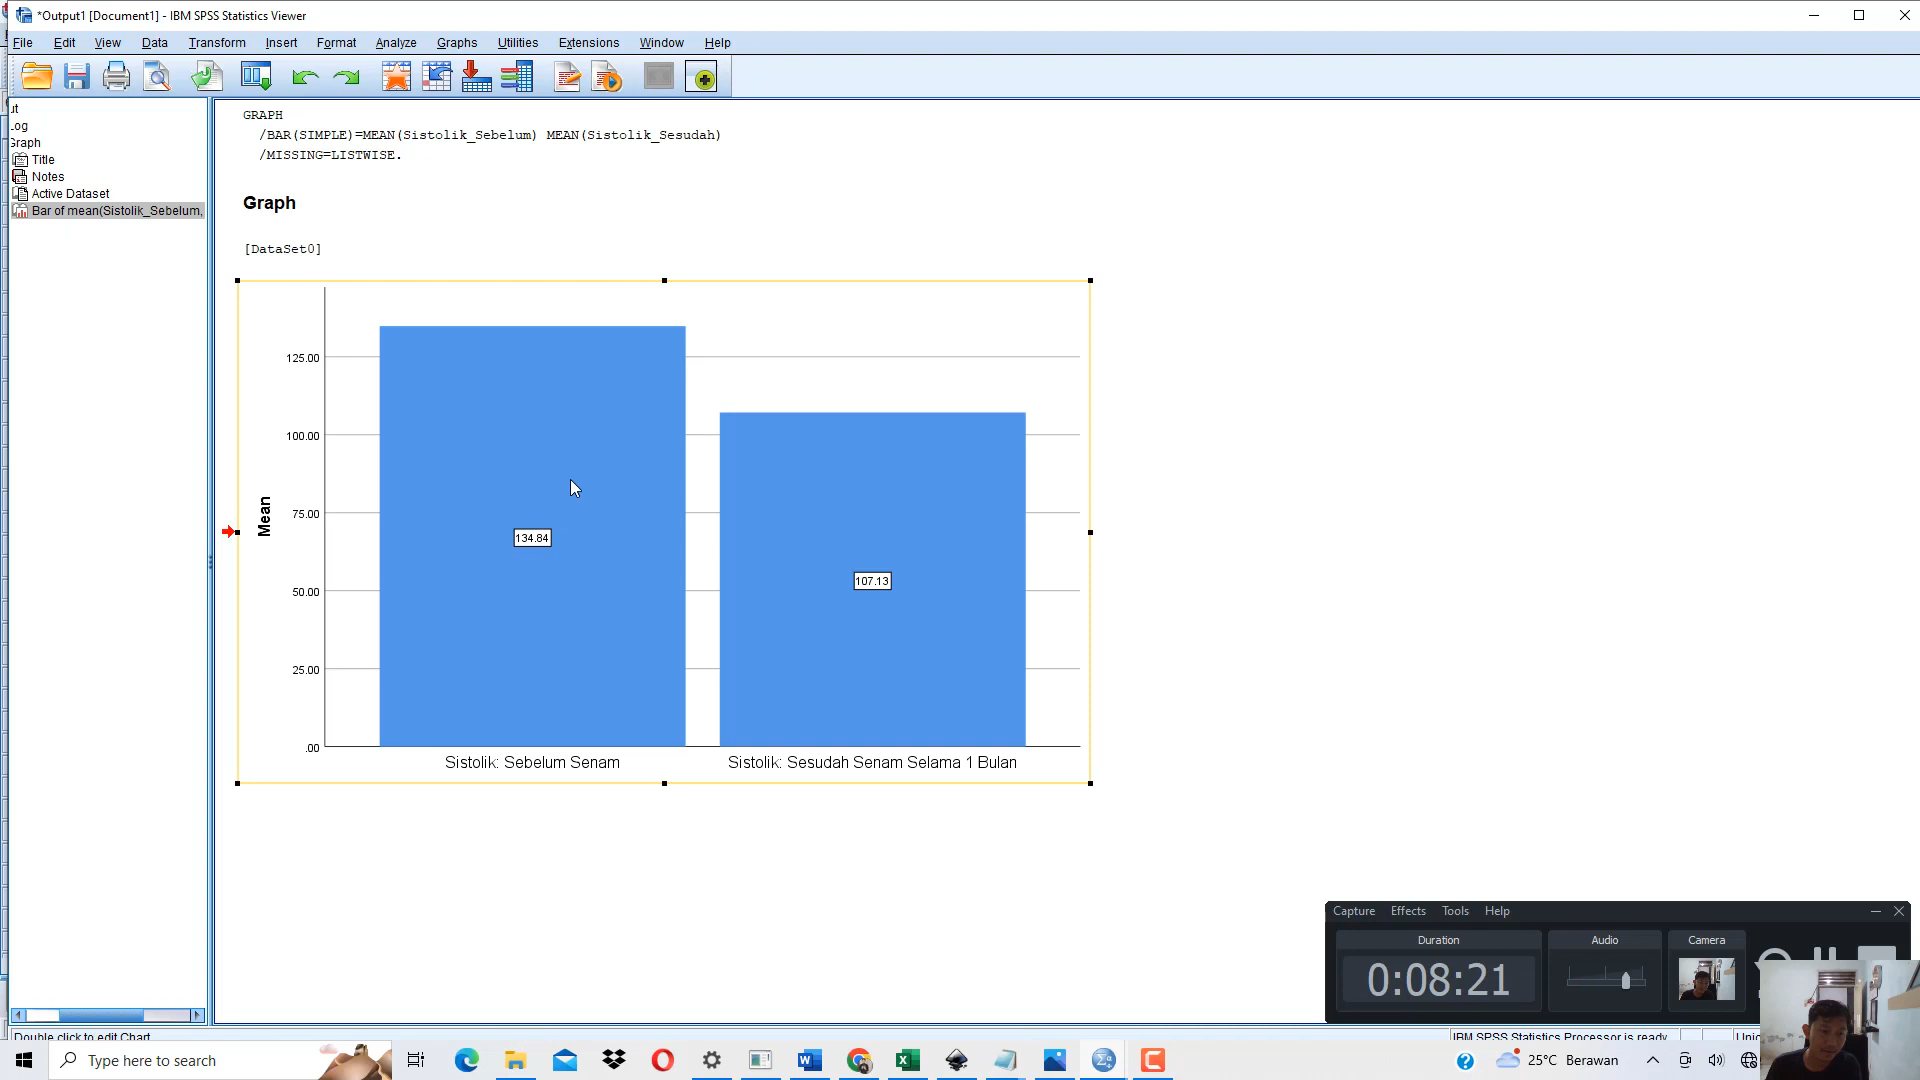 *Output1 [Document1] - IBM SPSS Statistics Viewer
File Edit View Data Transform Insert Format Analyze Graphs Utilities Extensions Window Help
Log
Graph
Title
Notes
Active Dataset
Bar of mean(Sistolik_Sebelum,
GRAPH
/BAR(SIMPLE)=MEAN(Sistolik_Sebelum) MEAN(Sistolik_Sesudah)
/MISSING=LISTWISE.
Graph
[DataSet0]
125.00
100.00
75.00
50.00
25.00
.00
Mean
134.84
107.13
Sistolik: Sebelum Senam
Sistolik: Sesudah Senam Selama 1 Bulan
Capture Effects Tools Help
Duration Audio Camera
0:08:21
Double click to edit Chart
IBM SPSS Statistics Processor is ready
Type here to search
25°C Berawan